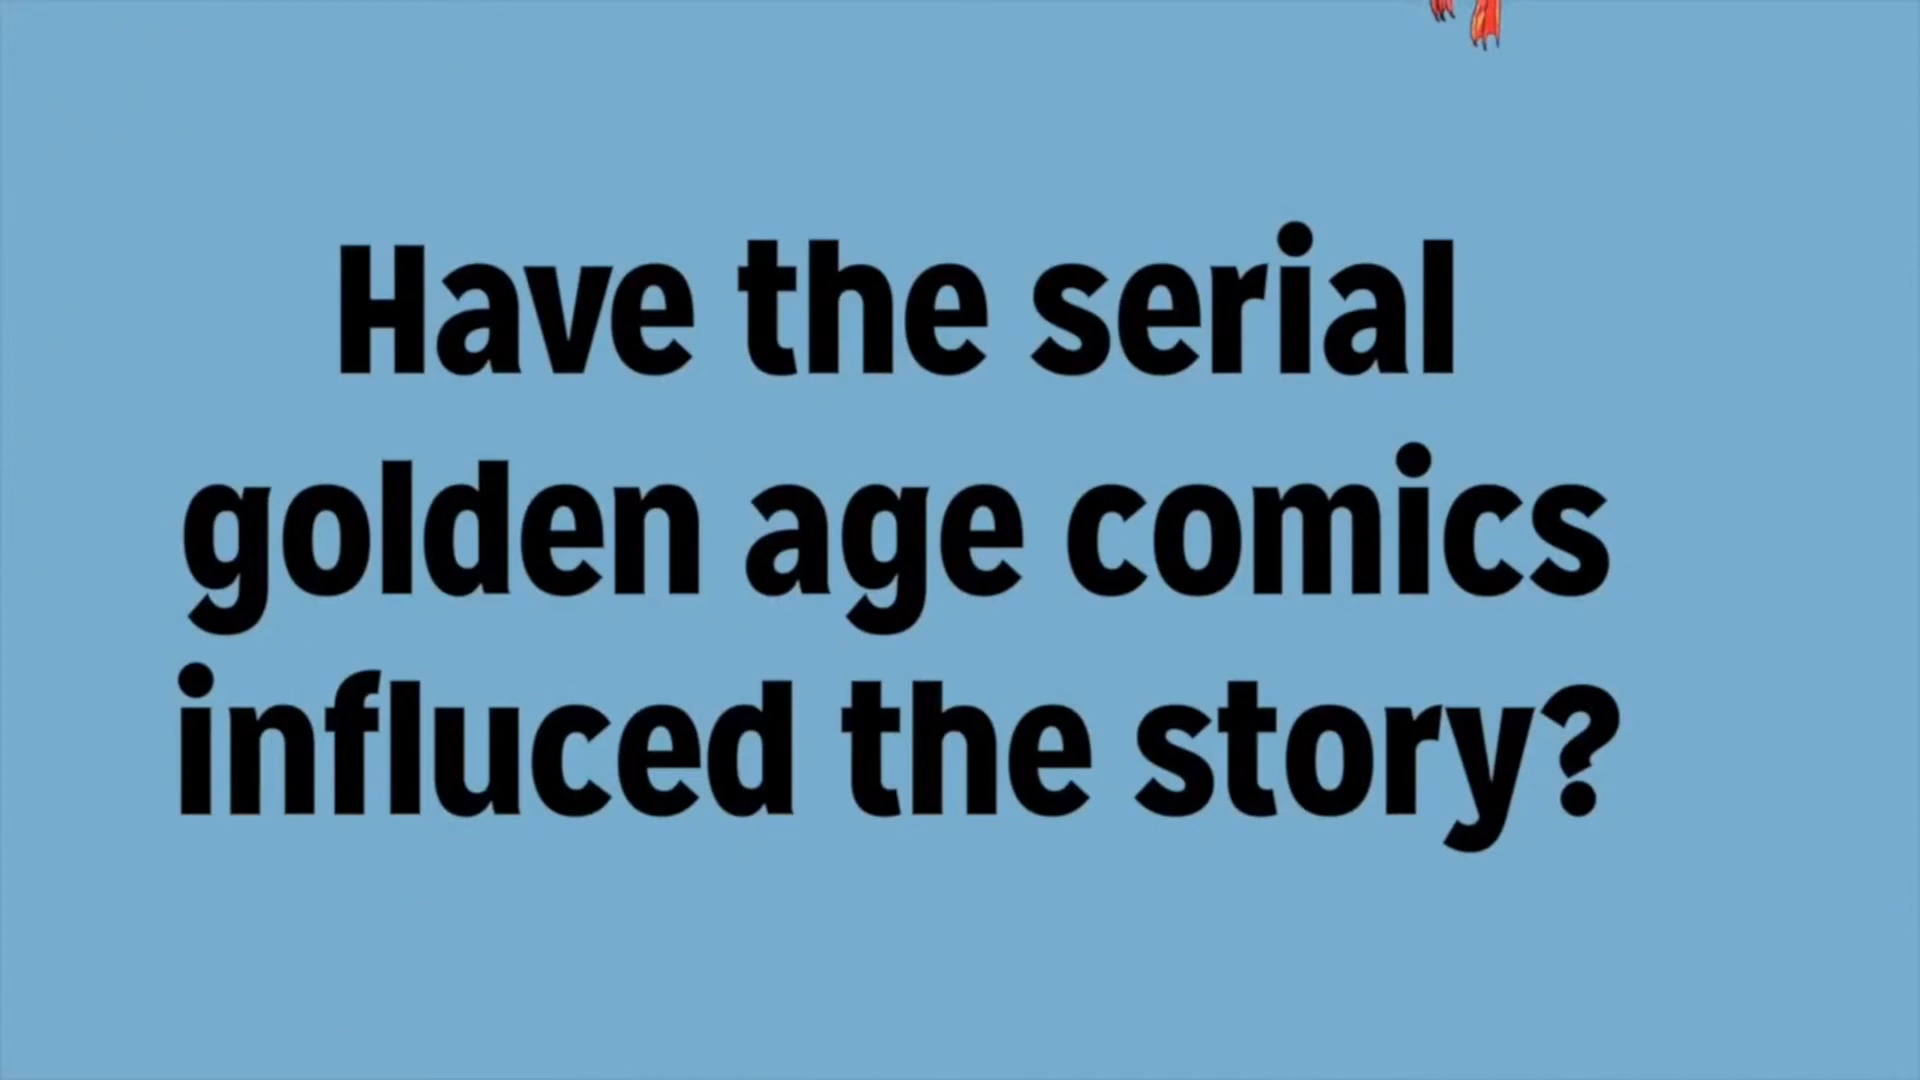 Have the serial
golden age comics
influced the story?